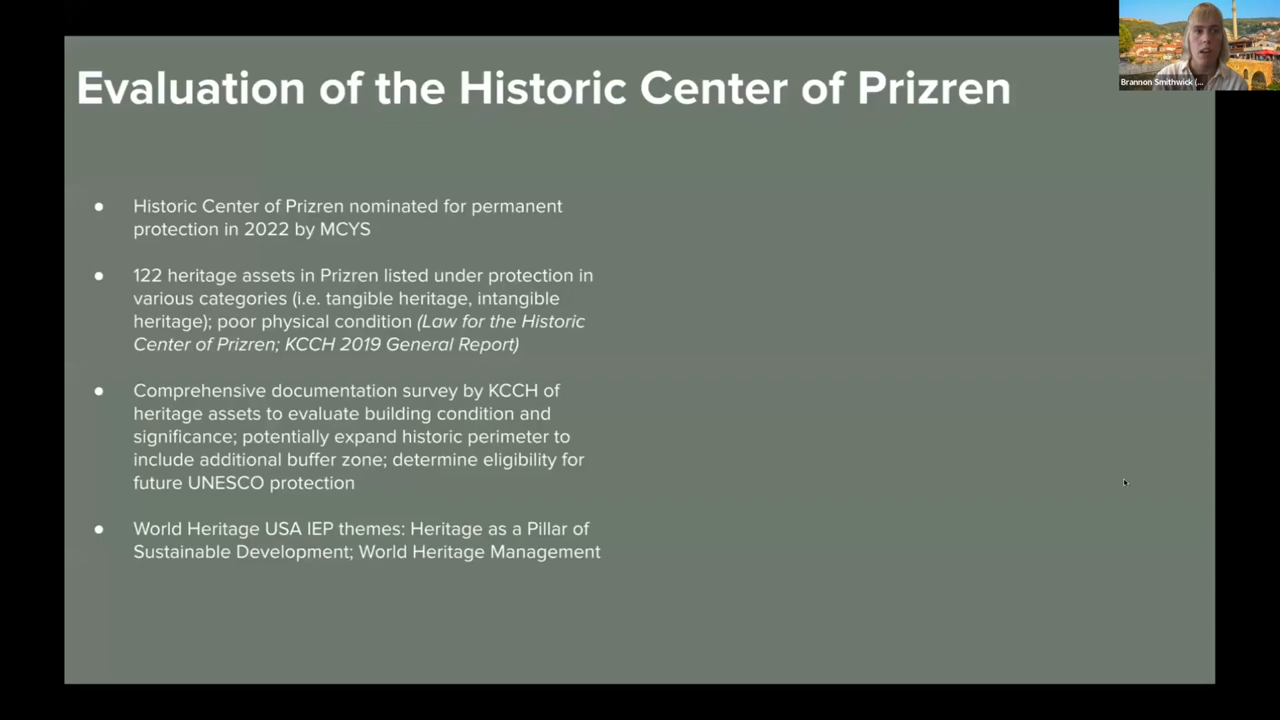 Evaluation of the Historic Center of Prizren
Brannon Smithwick (...
● Historic Center of Prizren nominated for permanent
protection in 2022 by MCYS
● 122 heritage assets in Prizren listed under protection in
various categories (i.e. tangible heritage, intangible
heritage); poor physical condition (Law for the Historic
Center of Prizren; KCCH 2019 General Report)
● Comprehensive documentation survey by KCCH of
heritage assets to evaluate building condition and
significance; potentially expand historic perimeter to
include additional buffer zone; determine eligibility for
future UNESCO protection
● World Heritage USA IEP themes: Heritage as a Pillar of
Sustainable Development; World Heritage Management